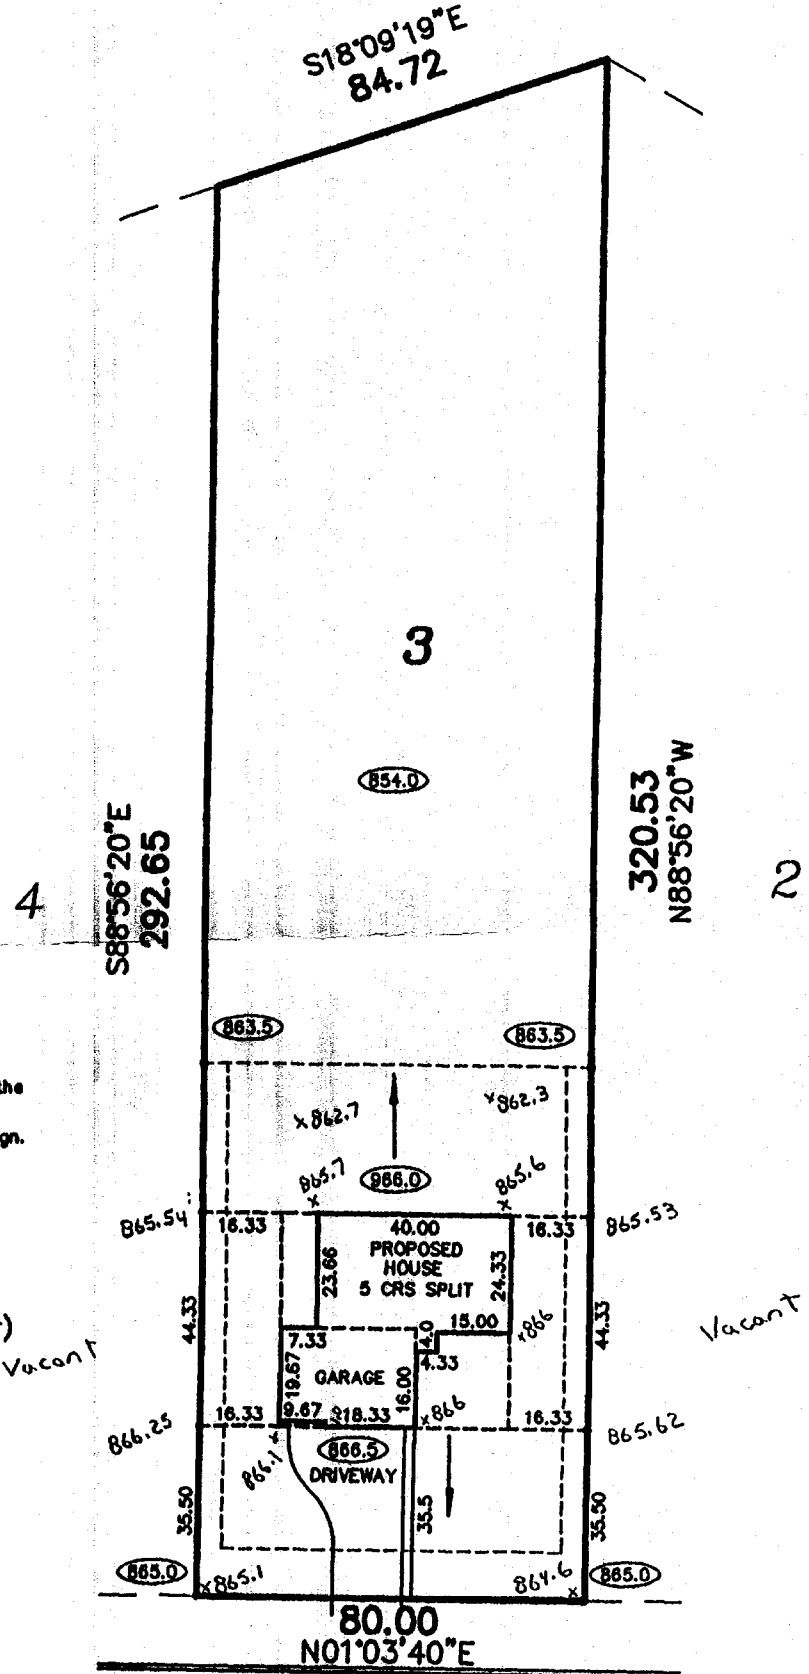 S18°09'19"E
84.72
3
854.0
S88°56'20"E
292.65
320.53
N88°56'20"W
4
2
863.5
863.5
the
gn.
x862.7
x862.3
865.7
966.0
865.6
x
x
865.54
16.33
40.00
16.33
865.53
PROPOSED
HOUSE
5 CRS SPLIT
23.66
24.33
44.33
44.33
)
Vacant
Vacant
7.33
4.0
15.00
x866
4.33
19.67
GARAGE
16.00
866.25
16.33
9.67
18.33
x866
16.33
865.62
x
866.1
866.5
DRIVEWAY
35.50
35.5
35.50
865.0
x865.1
864.6
x
865.0
80.00
N01°03'40"E